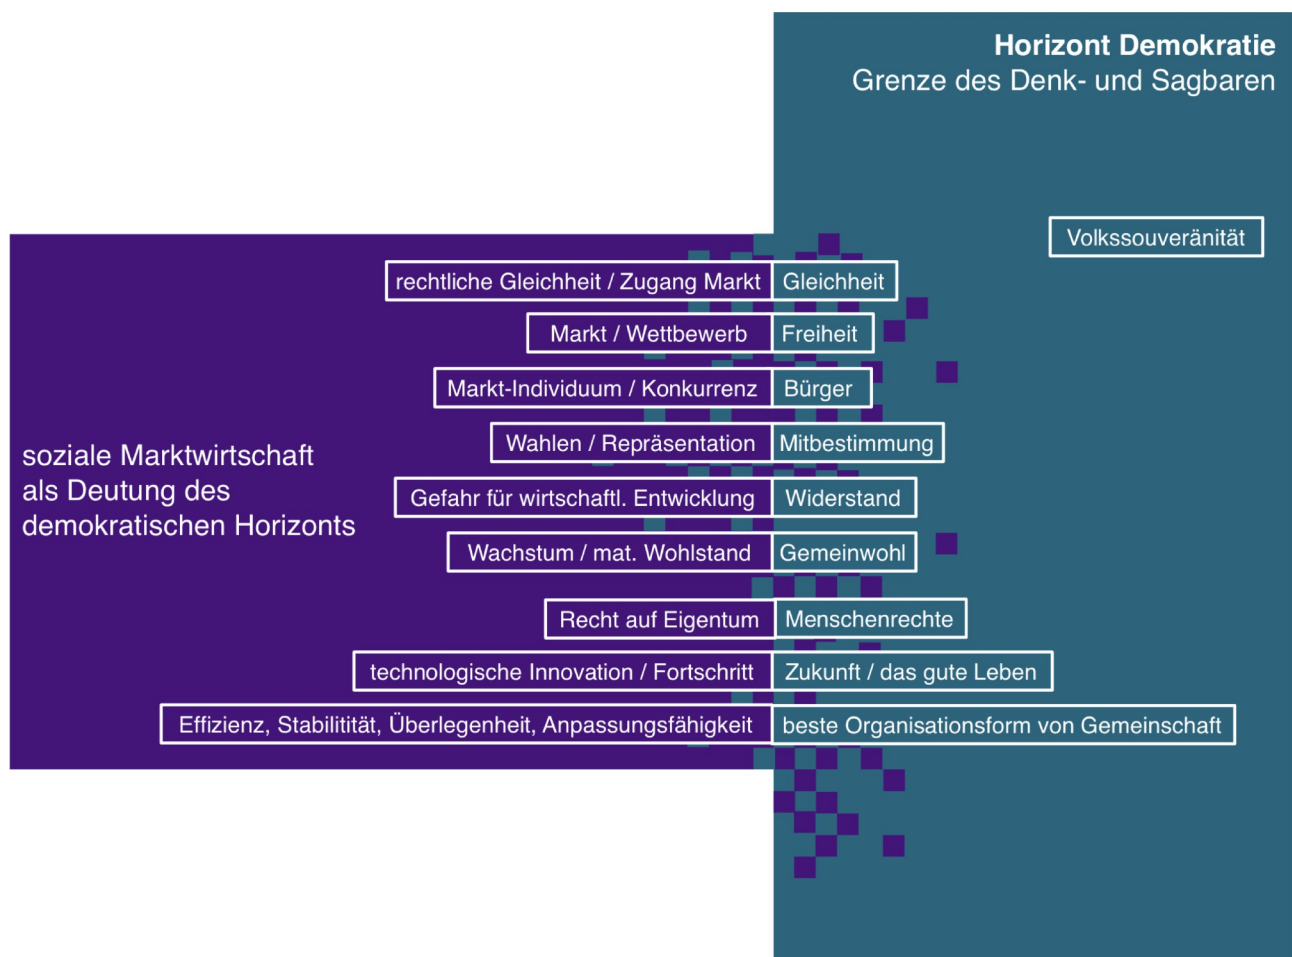 Horizont Demokratie
Grenze des Denk- und Sagbaren
Volkssouveränität
rechtliche Gleichheit / Zugang Markt Gleichheit
Markt / Wettbewerb Freiheit
Markt-Individuum / Konkurrenz Bürger
Wahlen / Repräsentation Mitbestimmung
soziale Marktwirtschaft
als Deutung des
demokratischen Horizonts
Gefahr für wirtschaftl. Entwicklung Widerstand
Wachstum / mat. Wohlstand Gemeinwohl
Recht auf Eigentum Menschenrechte
technologische Innovation / Fortschritt Zukunft / das gute Leben
Effizienz, Stabilitität, Überlegenheit, Anpassungsfähigkeit beste Organisationsform von Gemeinschaft